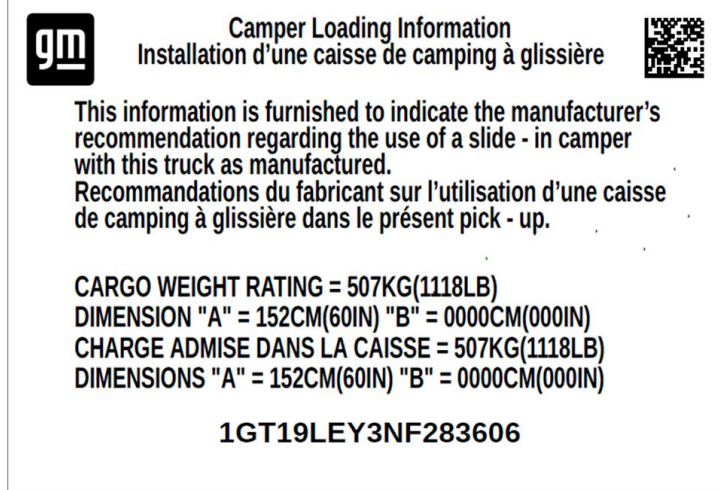 gm
Camper Loading Information
Installation d’une caisse de camping à glissière
This information is furnished to indicate the manufacturer’s
recommendation regarding the use of a slide - in camper
with this truck as manufactured.
Recommandations du fabricant sur l’utilisation d’une caisse
de camping à glissière dans le présent pick - up.
CARGO WEIGHT RATING = 507KG(1118LB)
DIMENSION "A" = 152CM(60IN) "B" = 0000CM(000IN)
CHARGE ADMISE DANS LA CAISSE = 507KG(1118LB)
DIMENSIONS "A" = 152CM(60IN) "B" = 0000CM(000IN)
1GT19LEY3NF283606